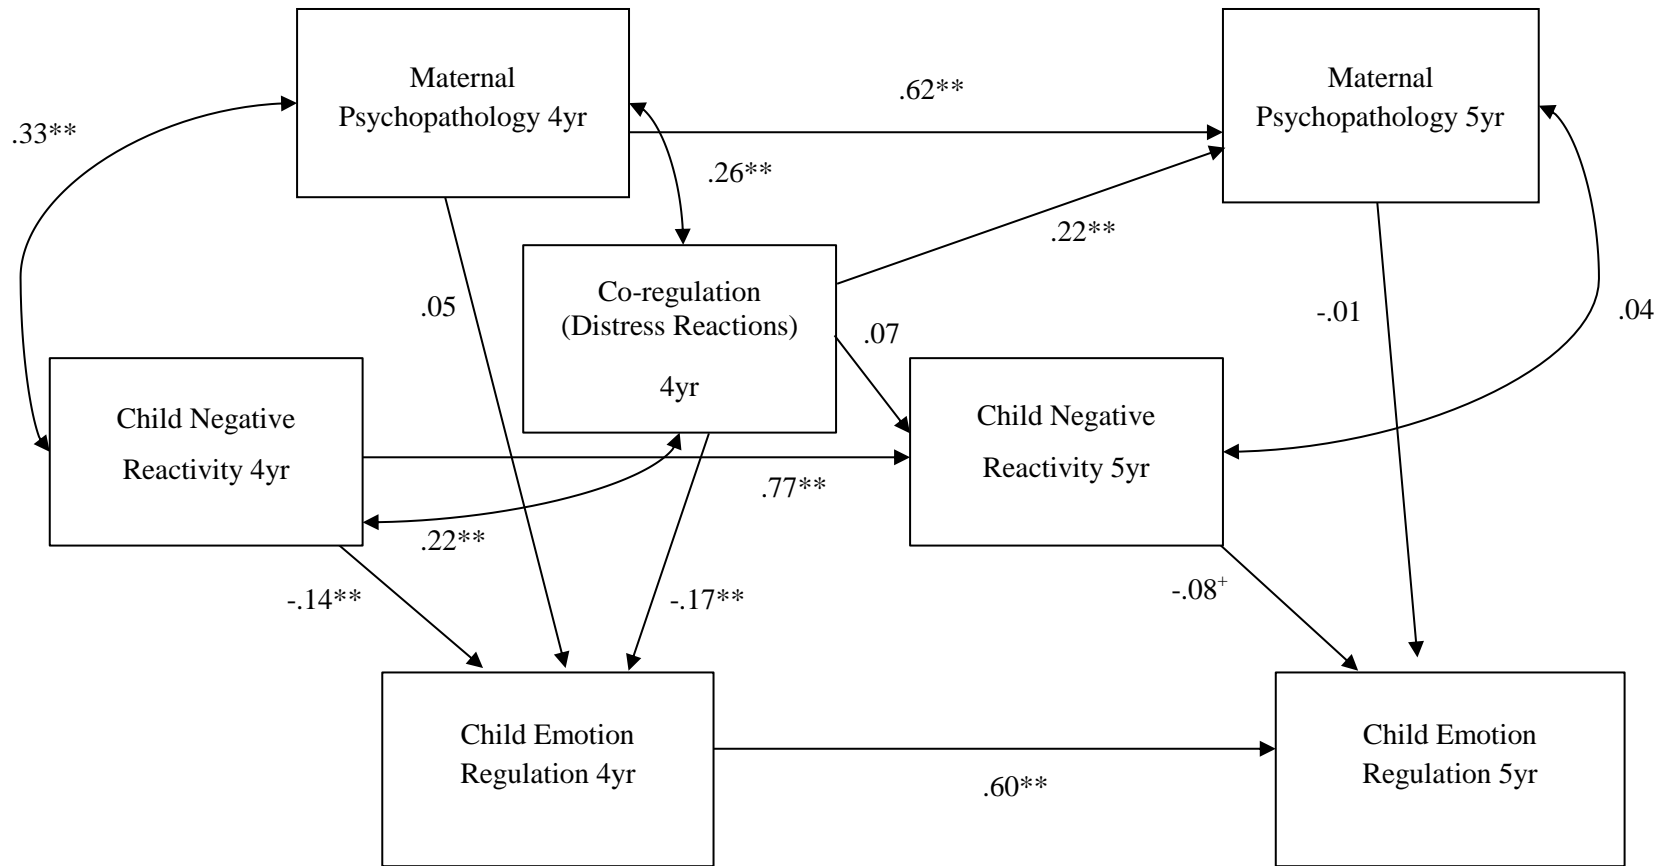 Maternal
Psychopathology 4yr
Maternal
Psychopathology 5yr
.62**
.33**
.26**
.22**
Co-regulation
(Distress Reactions)
4yr
.05
-.01
.04
.07
Child Negative
Reactivity 4yr
Child Negative
Reactivity 5yr
.77**
.22**
-.14**
-.17**
-.08⁺
Child Emotion
Regulation 4yr
Child Emotion
Regulation 5yr
.60**